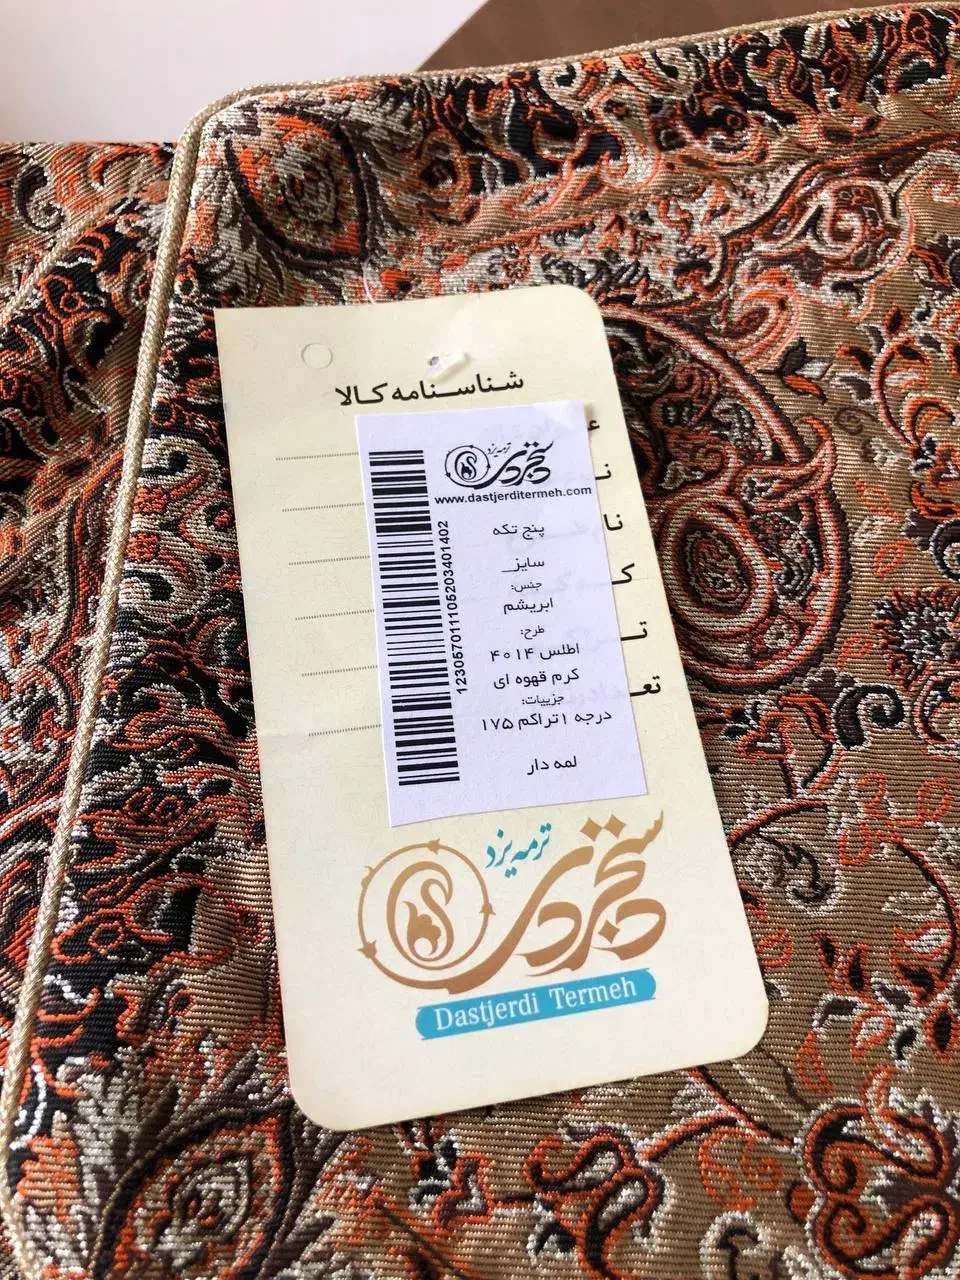 شناسنامه کالا
ترمه یزد
دستجردی
www.dastjerditermeh.com
پنج تکه
سایز
جنس:
ابریشم
طرح:
اطلس ۴۰۱۴
کرم قهوه ای
جزییات:
درجه ۱ تراکم ۱۷۵
لمه دار
123057011105203401402
ترمه یزد
دستجردی
Dastjerdi Termeh